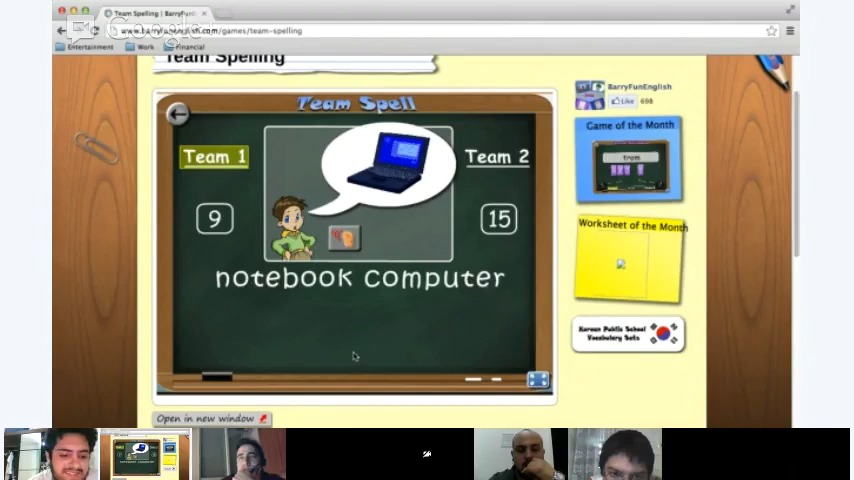 Team Spelling | BarryFunE
Google
www.barryfunenglish.com/games/team-spelling
Entertainment
Work
Financial
Team Spelling
Team Spell
Team 1
Team 2
9
15
notebook computer
BarryFunEnglish
Like
698
Game of the Month
from
Worksheet of the Month
Korean Public School
Vocabulary Sets
Open in new window